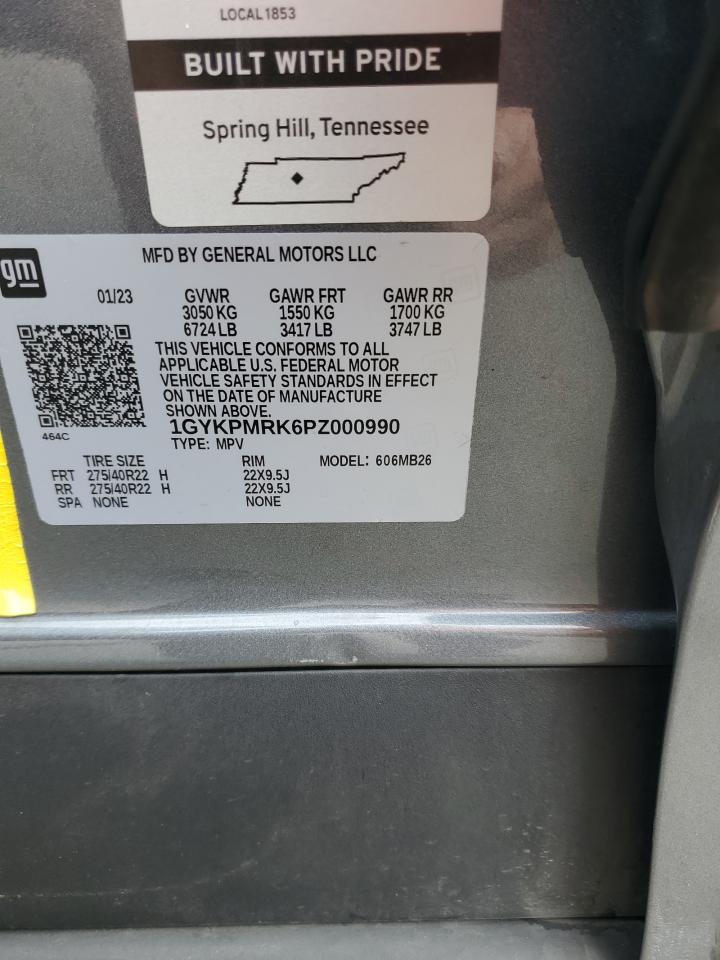 LOCAL 1853
BUILT WITH PRIDE
Spring Hill, Tennessee
gm
MFD BY GENERAL MOTORS LLC
01/23 GVWR GAWR FRT GAWR RR
3050 KG 1550 KG 1700 KG
6724 LB 3417 LB 3747 LB
THIS VEHICLE CONFORMS TO ALL
APPLICABLE U.S. FEDERAL MOTOR
VEHICLE SAFETY STANDARDS IN EFFECT
ON THE DATE OF MANUFACTURE
SHOWN ABOVE.
464C
1GYKPMRK6PZ000990
TYPE: MPV
TIRE SIZE RIM MODEL: 606MB26
FRT 275/40R22 H 22X9.5J
RR 275/40R22 H 22X9.5J
SPA NONE NONE